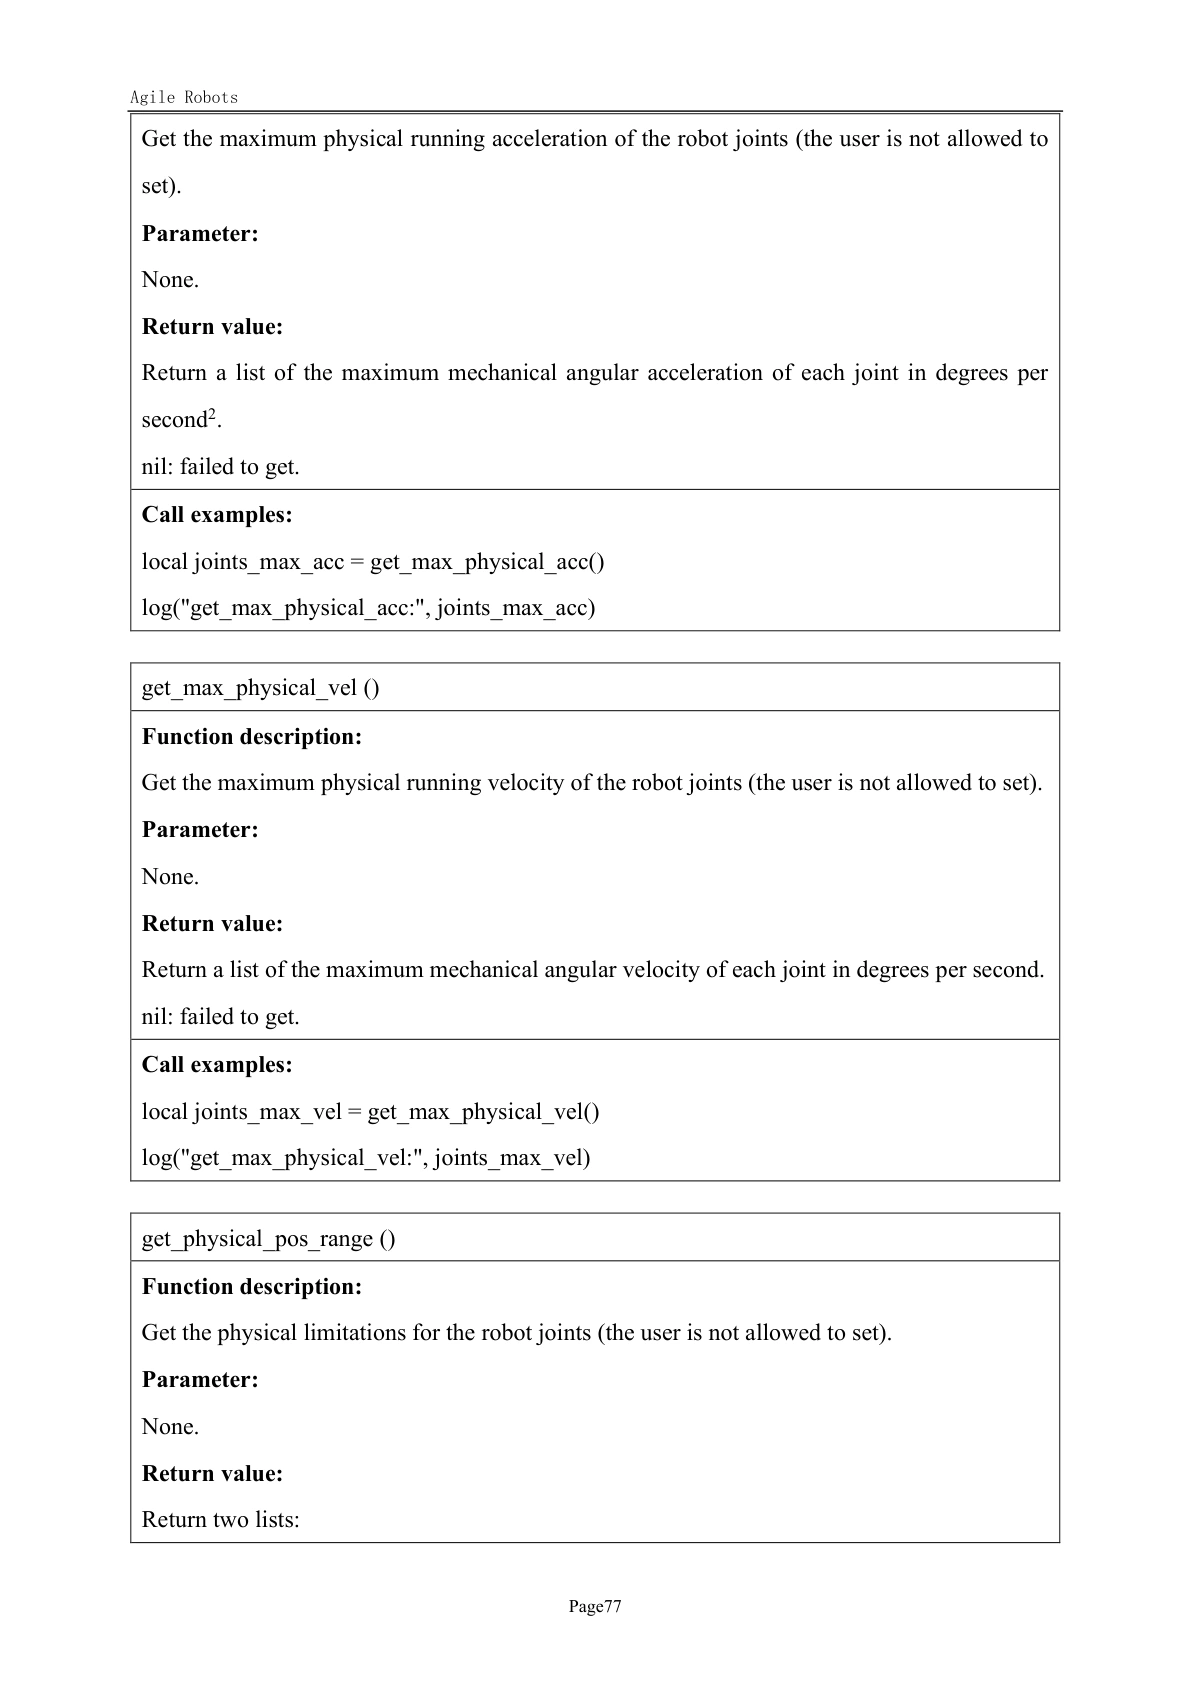 Agile Robots
Get the maximum physical running acceleration of the robot joints (the user is not allowed to
set).
Parameter:
None.
Return value:
Return a list of the maximum mechanical angular acceleration of each joint in degrees per
second².
nil: failed to get.
Call examples:
local joints_max_acc = get_max_physical_acc()
log("get_max_physical_acc:", joints_max_acc)
get_max_physical_vel ()
Function description:
Get the maximum physical running velocity of the robot joints (the user is not allowed to set).
Parameter:
None.
Return value:
Return a list of the maximum mechanical angular velocity of each joint in degrees per second.
nil: failed to get.
Call examples:
local joints_max_vel = get_max_physical_vel()
log("get_max_physical_vel:", joints_max_vel)
get_physical_pos_range ()
Function description:
Get the physical limitations for the robot joints (the user is not allowed to set).
Parameter:
None.
Return value:
Return two lists:
Page77